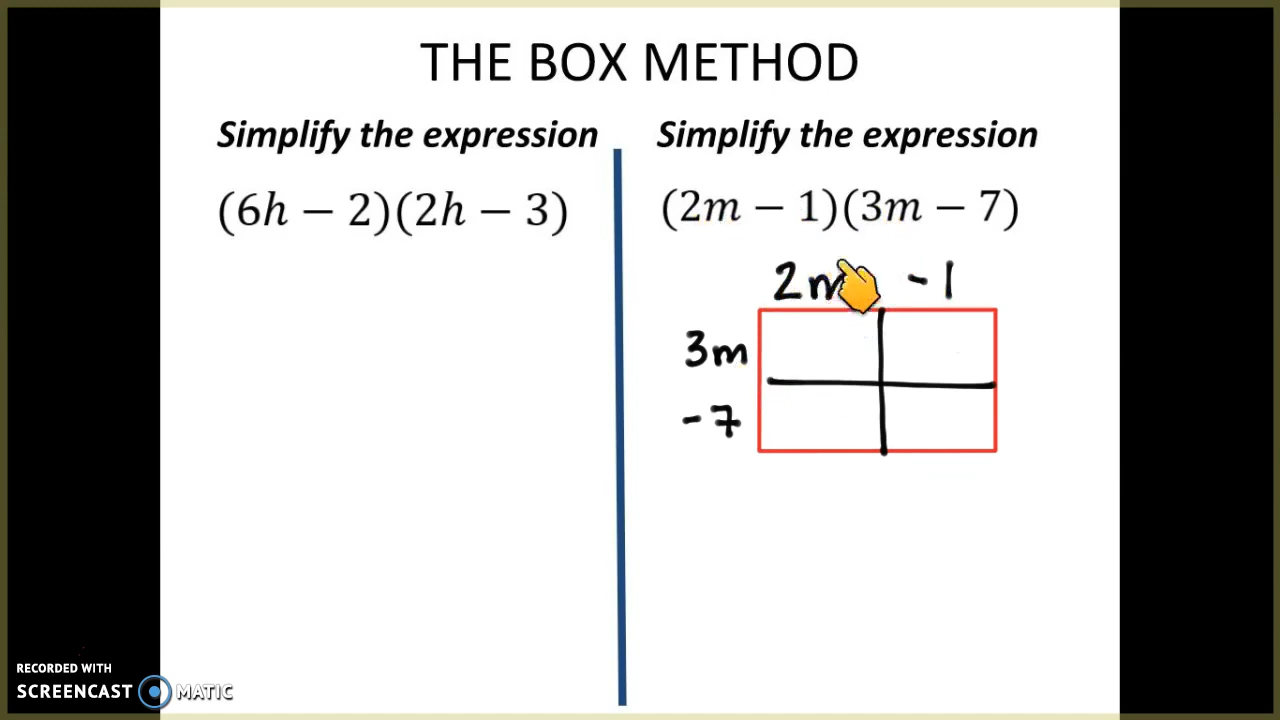 THE BOX METHOD
Simplify the expression
(6h − 2)(2h − 3)
Simplify the expression
(2m − 1)(3m − 7)
2m -1
3m
-7
RECORDED WITH
SCREENCAST MATIC